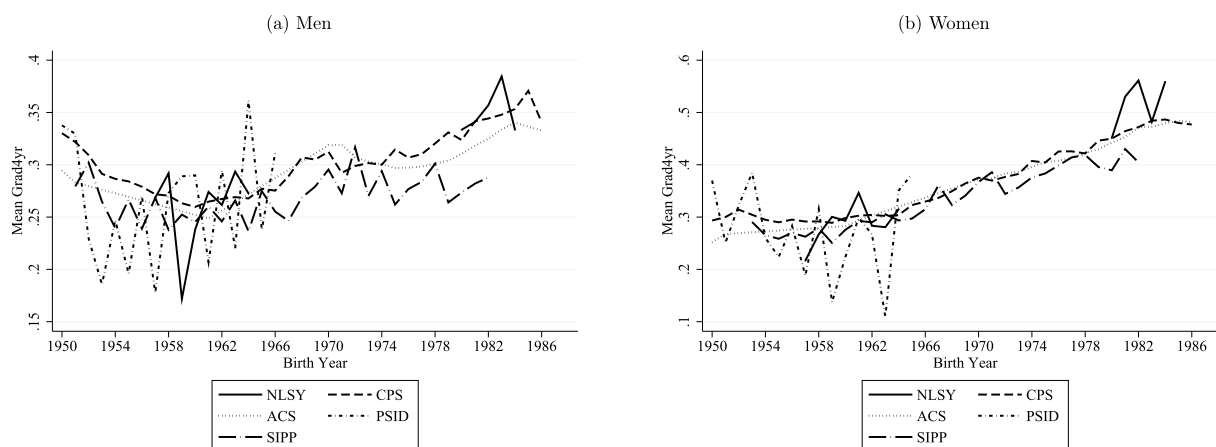 (a) Men
Mean Grad4yr
.4
.35
.3
.25
.2
.15
1950 1954 1958 1962 1966 1970 1974 1978 1982 1986
Birth Year
NLSY CPS
ACS PSID
SIPP
(b) Women
Mean Grad4yr
.6
.5
.4
.3
.2
.1
1950 1954 1958 1962 1966 1970 1974 1978 1982 1986
Birth Year
NLSY CPS
ACS PSID
SIPP